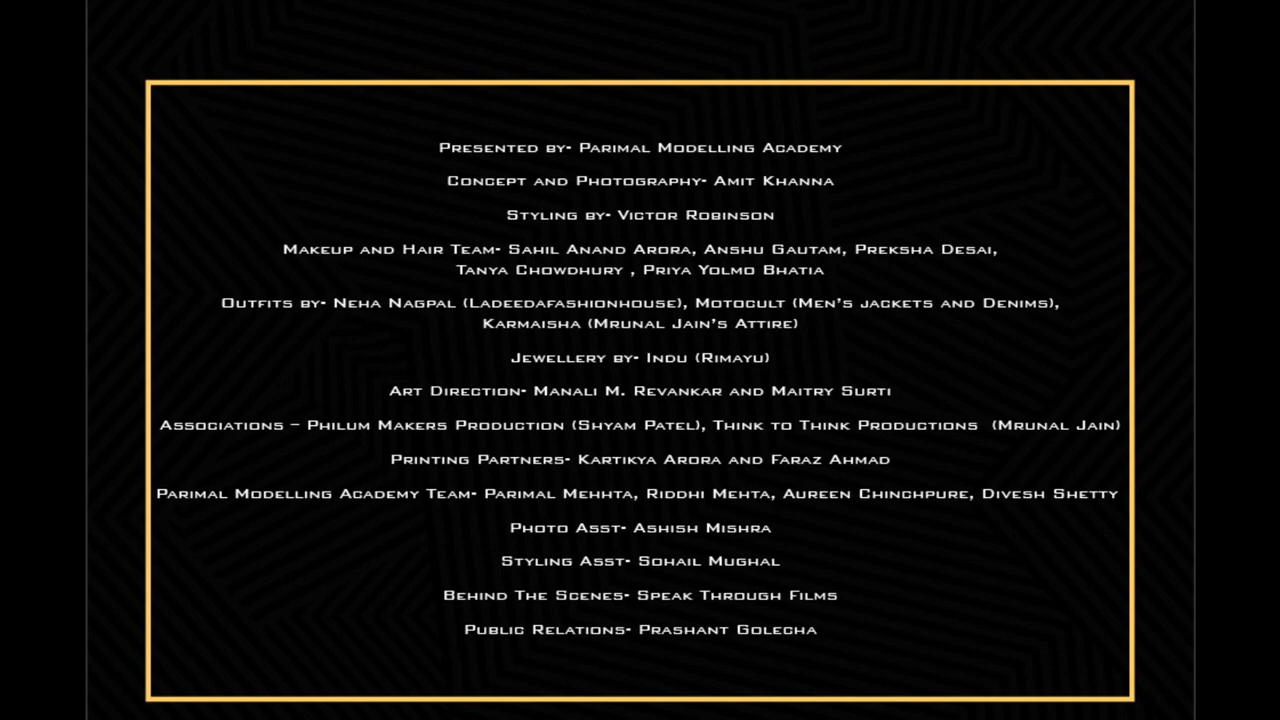 Presented by- Parimal Modelling Academy
Concept and Photography- Amit Khanna
Styling by- Victor Robinson
Makeup and Hair Team- Sahil Anand Arora, Anshu Gautam, Preksha Desai,
Tanya Chowdhury , Priya Yolmo Bhatia
Outfits by- Neha Nagpal (Ladeedafashionhouse), Motocult (Men's jackets and Denims),
Karmaisha (Mrunal Jain's Attire)
Jewellery by- Indu (Rimayu)
Art Direction- Manali M. Revankar and Maitry Surti
Associations – Philum Makers Production (Shyam Patel), Think to Think Productions (Mrunal Jain)
Printing Partners- Kartikya Arora and Faraz Ahmad
Parimal Modelling Academy Team- Parimal Mehhta, Riddhi Mehta, Aureen Chinchpure, Divesh Shetty
Photo Asst- Ashish Mishra
Styling Asst- Sohail Mughal
Behind The Scenes- Speak Through Films
Public Relations- Prashant Golecha